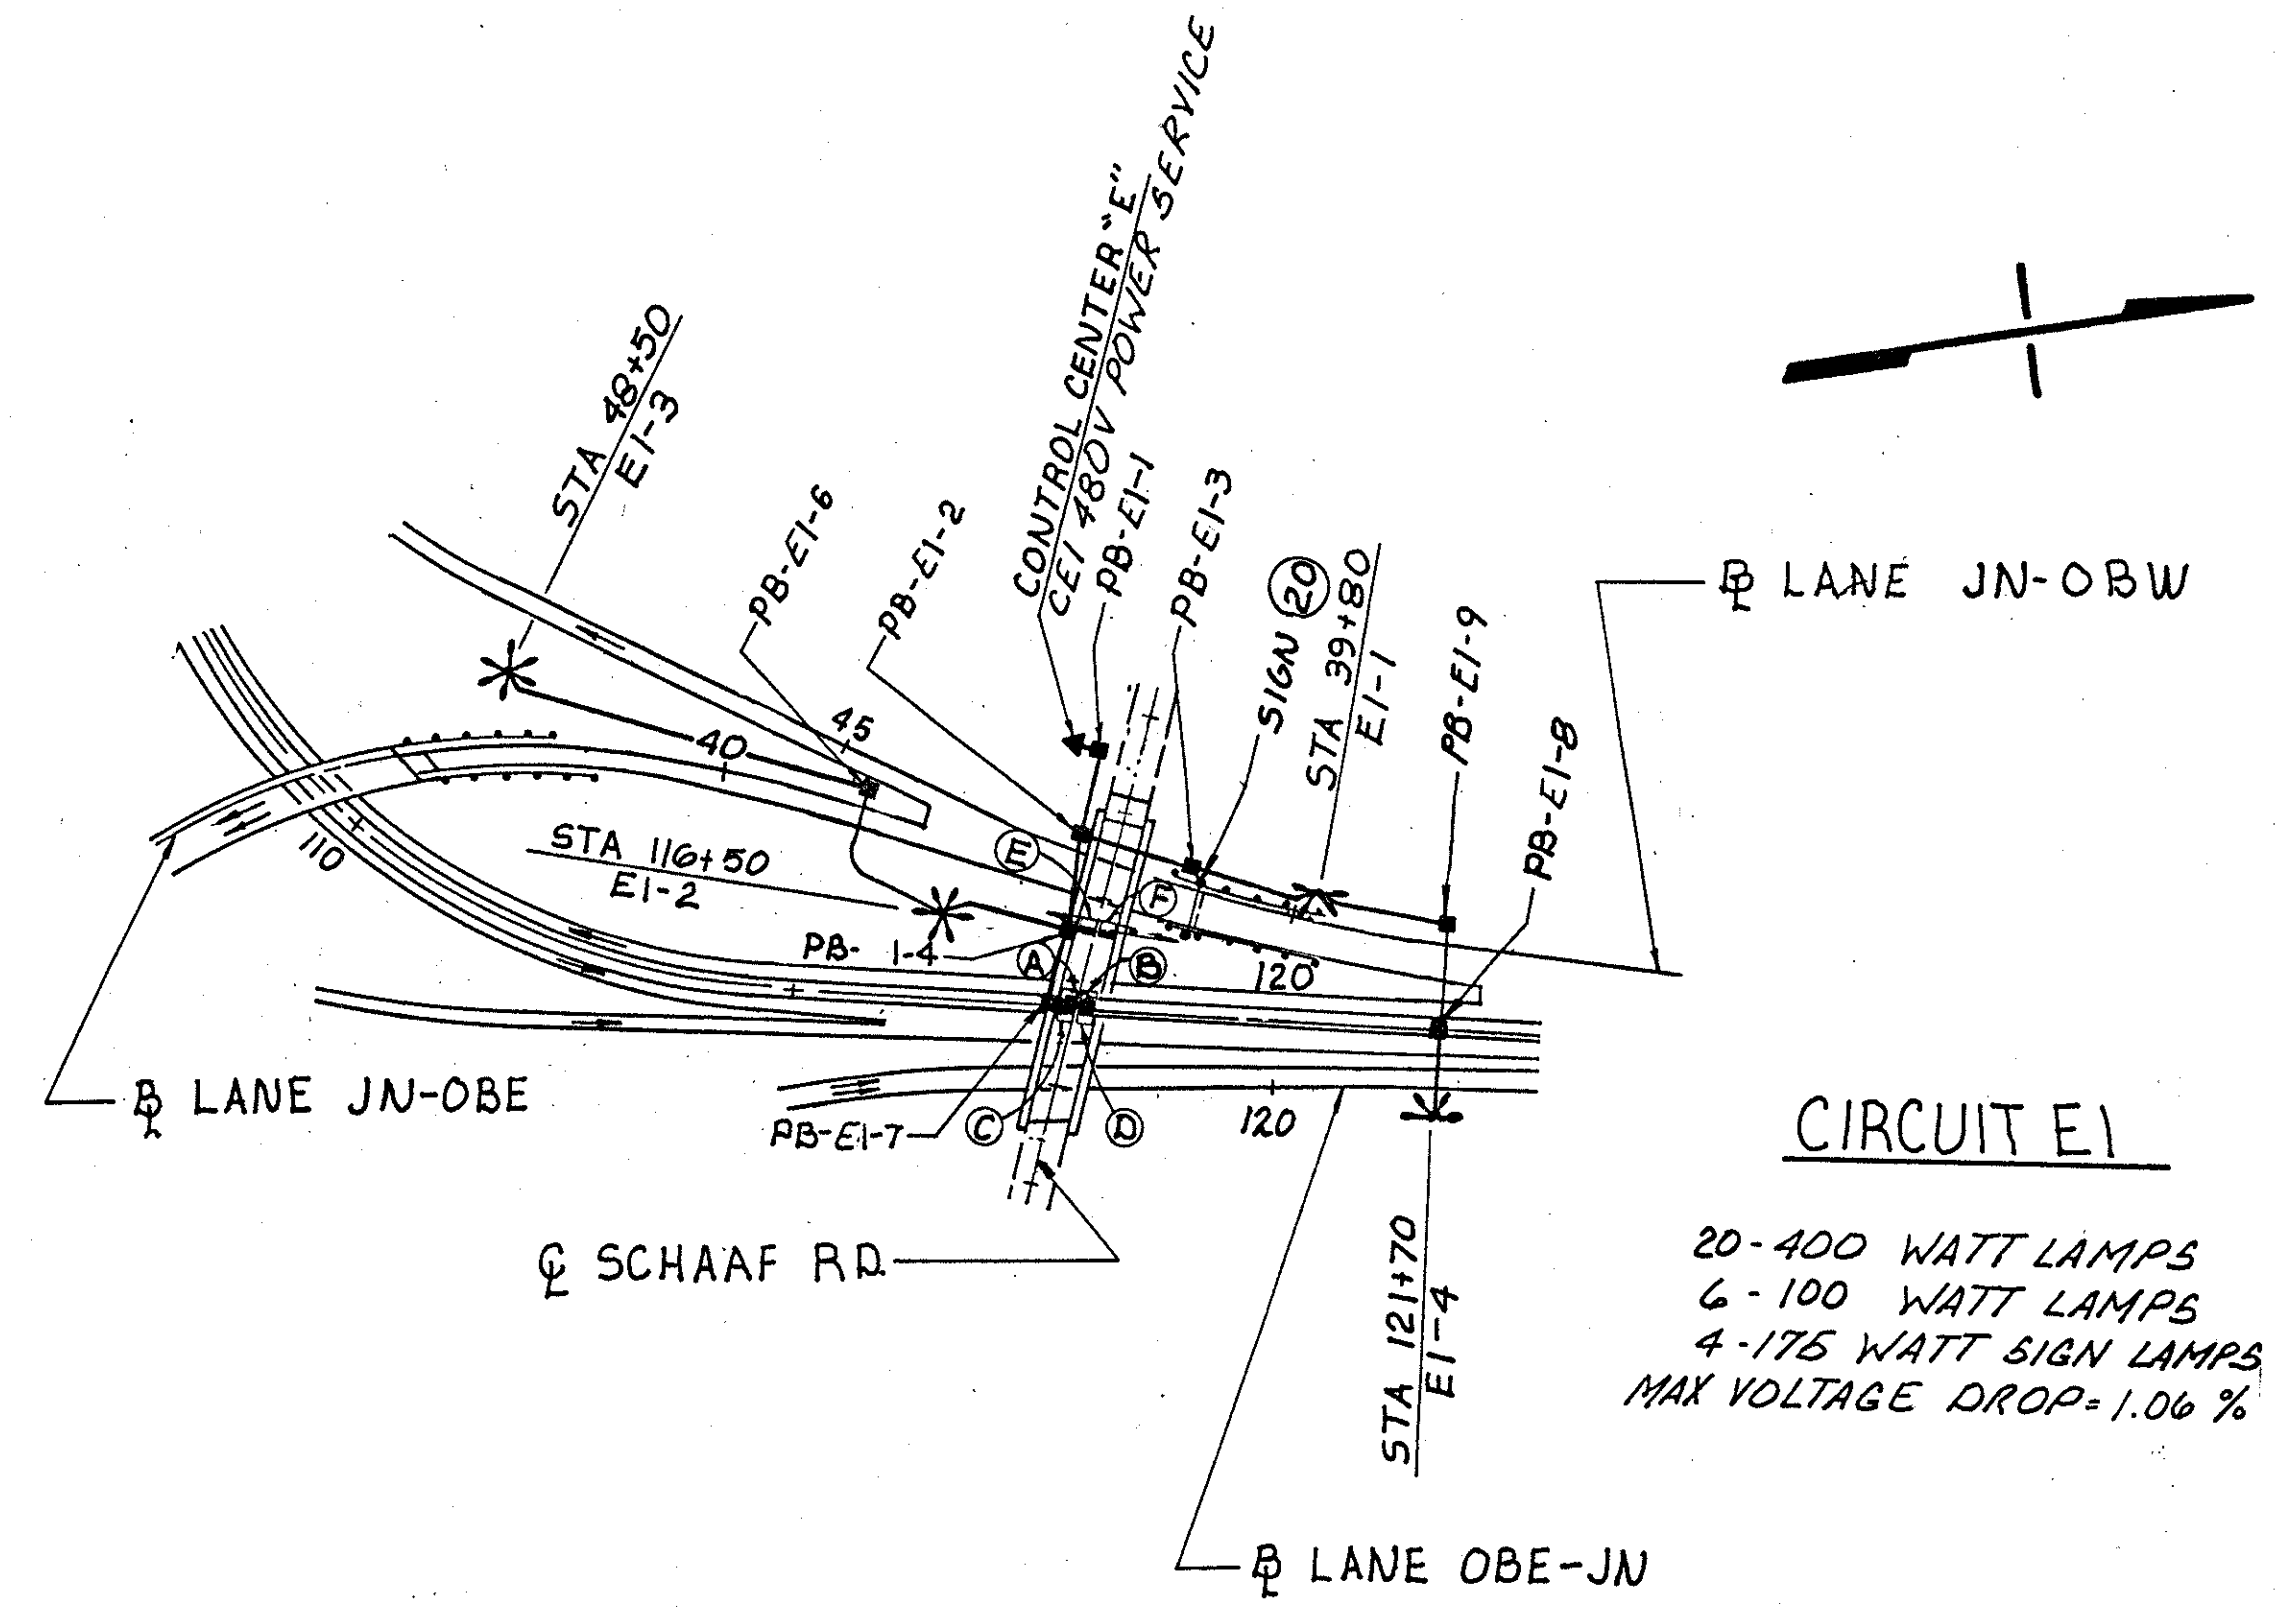 STA 48+50
E1-3
PB-E1-6
PB-E1-2
CONTROL CENTER "E"
CEI 480V POWER SERVICE
PB-E1-1
PB-E1-3
SIGN 20
STA 39+80
E1-1
PB-E1-9
PB-E1-8
℔ LANE JN-OBW
45
40
110
STA 116+50
E1-2
E
F
PB- 1-4
A
B
120
℔ LANE JN-OBE
PB-E1-7
C
D
120
℄ SCHAAF RD.
STA 121+70
E1-4
℔ LANE OBE-JN
CIRCUIT E1
20-400 WATT LAMPS
6-100 WATT LAMPS
4-175 WATT SIGN LAMPS
MAX VOLTAGE DROP=1.06 %